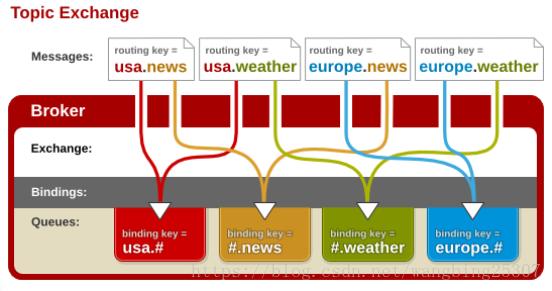 Topic Exchange
Messages:
routing key =
usa.news
routing key =
usa.weather
routing key =
europe.news
routing key =
europe.weather
Broker
Exchange:
Bindings:
Queues:
binding key =
usa.#
binding key =
#.news
binding key =
#.weather
binding key =
europe.#
https://blog.csdn.net/wangbing25307